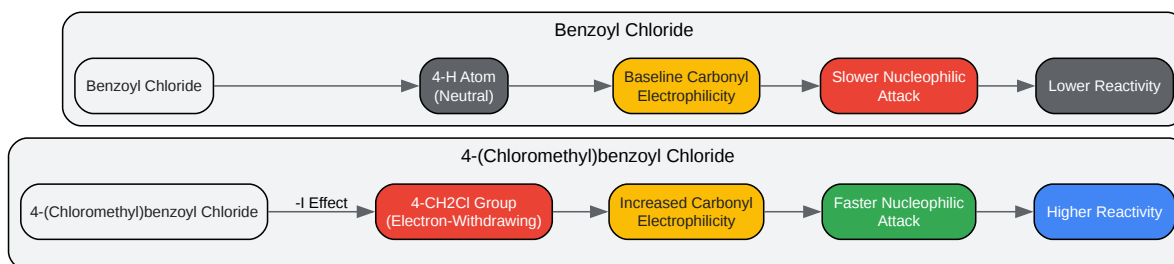 Benzoyl Chloride
Benzoyl Chloride
4-H Atom
(Neutral)
Baseline Carbonyl
Electrophilicity
Slower Nucleophilic
Attack
Lower Reactivity
4-(Chloromethyl)benzoyl Chloride
4-(Chloromethyl)benzoyl Chloride
-I Effect
4-CH2Cl Group
(Electron-Withdrawing)
Increased Carbonyl
Electrophilicity
Faster Nucleophilic
Attack
Higher Reactivity